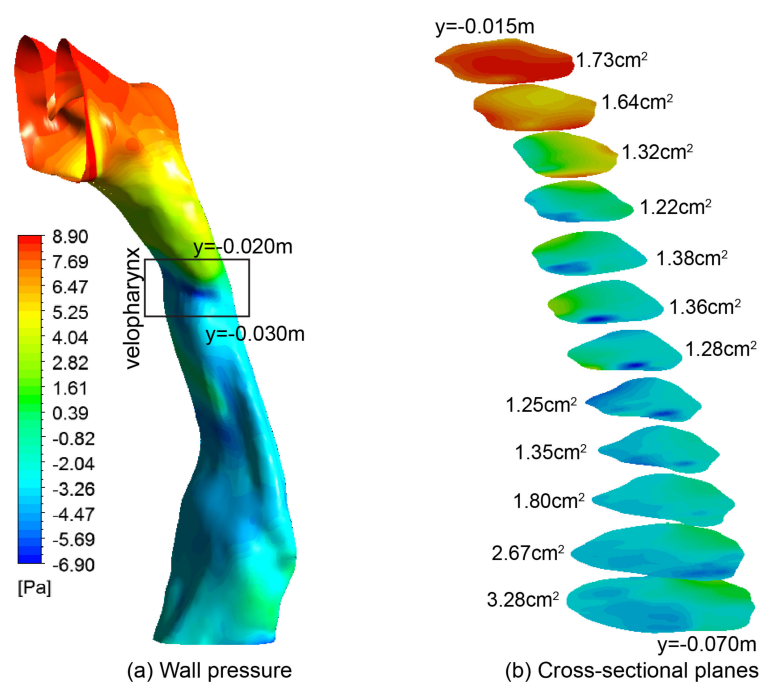 y=-0.015m
1.73cm²
1.64cm²
1.32cm²
1.22cm²
1.38cm²
1.36cm²
1.28cm²
1.25cm²
1.35cm²
1.80cm²
2.67cm²
3.28cm²
y=-0.070m
y=-0.020m
velopharynx
y=-0.030m
8.90
7.69
6.47
5.25
4.04
2.82
1.61
0.39
-0.82
-2.04
-3.26
-4.47
-5.69
-6.90
[Pa]
(a) Wall pressure
(b) Cross-sectional planes